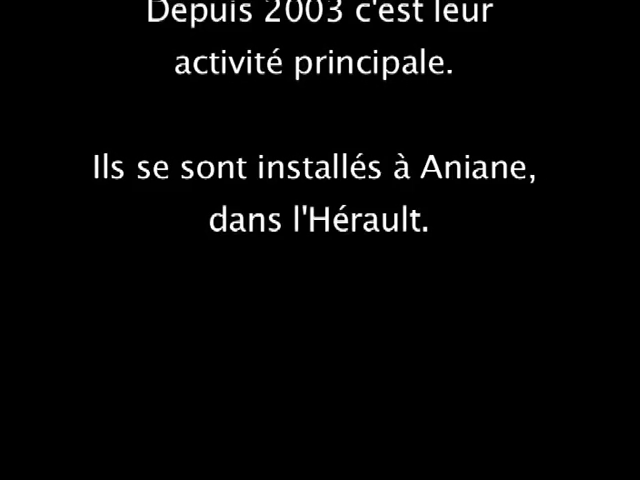 Depuis 2003 c'est leur
activité principale.
Ils se sont installés à Aniane,
dans l'Hérault.